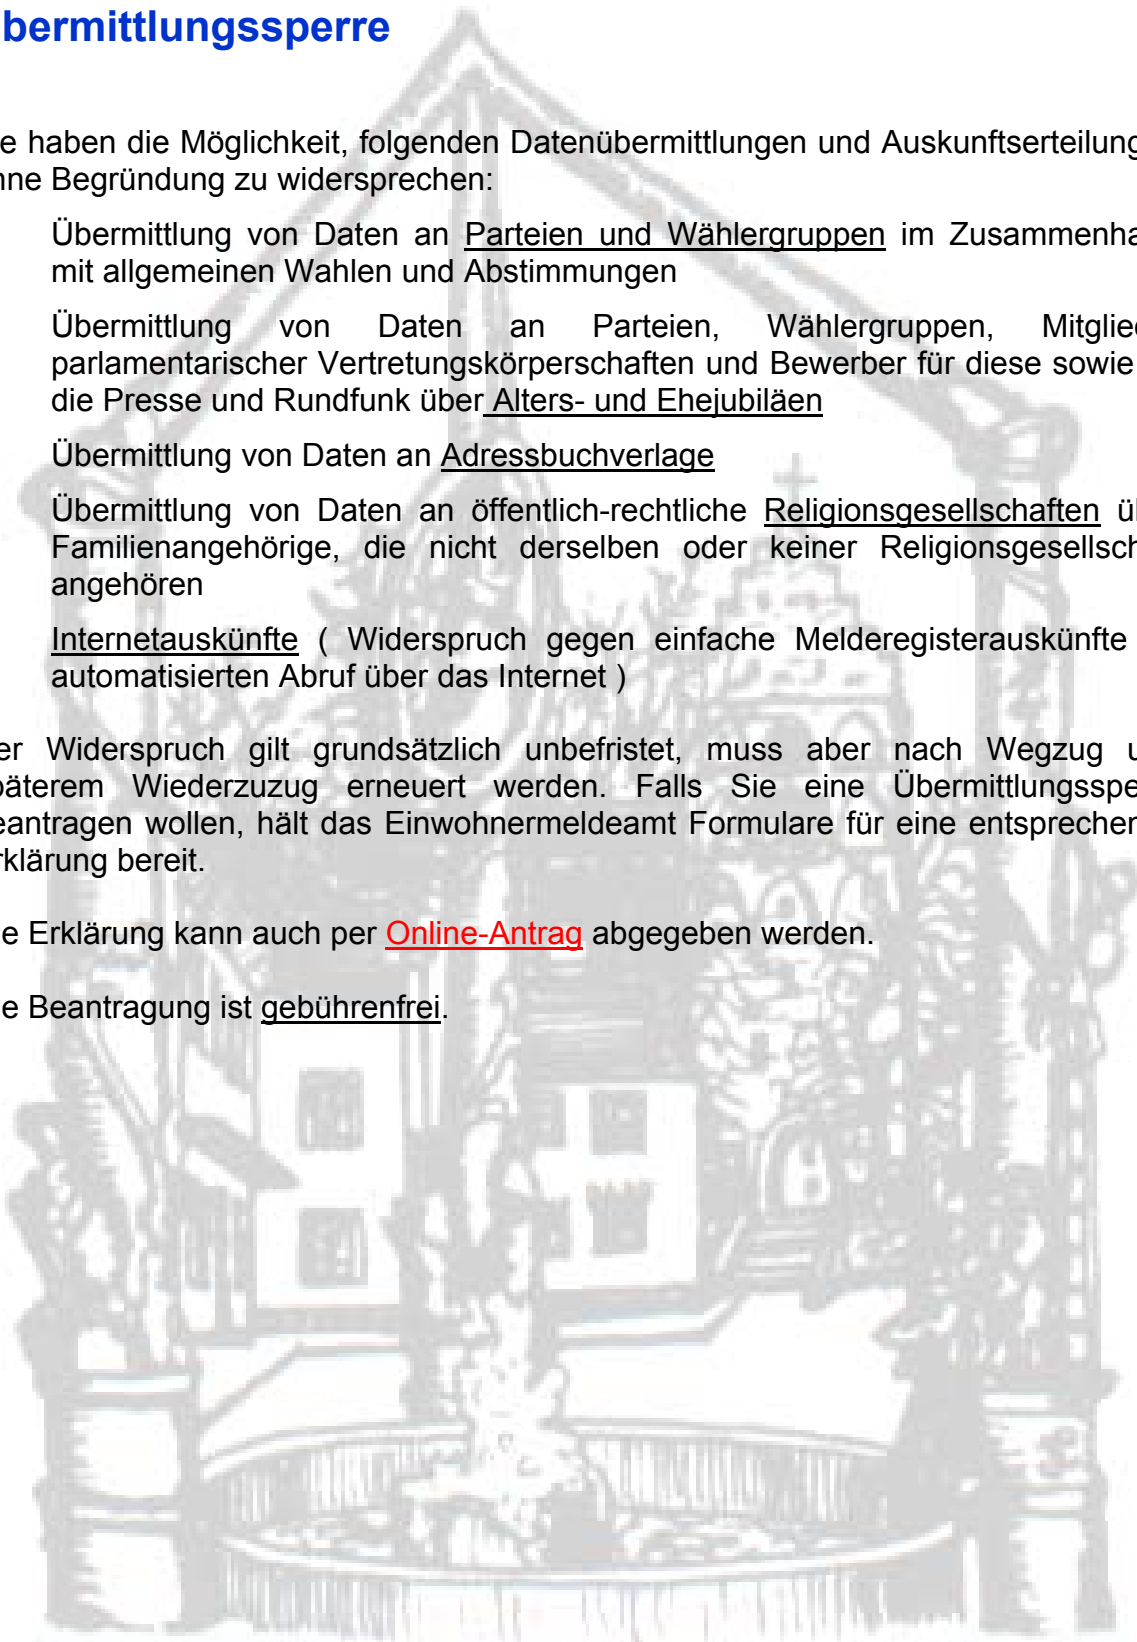 bermittlungssperre
e haben die Möglichkeit, folgenden Datenübermittlungen und Auskunftserteilung
nne Begründung zu widersprechen:
Übermittlung von Daten an Parteien und Wählergruppen im Zusammenha
mit allgemeinen Wahlen und Abstimmungen
Übermittlung von Daten an Parteien, Wählergruppen, Mitglied
parlamentarischer Vertretungskörperschaften und Bewerber für diese sowie
die Presse und Rundfunk über Alters- und Ehejubiläen
Übermittlung von Daten an Adressbuchverlage
Übermittlung von Daten an öffentlich-rechtliche Religionsgesellschaften üb
Familienangehörige, die nicht derselben oder keiner Religionsgesellsch
angehören
Internetauskünfte ( Widerspruch gegen einfache Melderegisterauskünfte
automatisierten Abruf über das Internet )
er Widerspruch gilt grundsätzlich unbefristet, muss aber nach Wegzug u
päterem Wiederzuzug erneuert werden. Falls Sie eine Übermittlungsspe
eantragen wollen, hält das Einwohnermeldeamt Formulare für eine entsprechen
rklärung bereit.
e Erklärung kann auch per Online-Antrag abgegeben werden.
e Beantragung ist gebührenfrei.